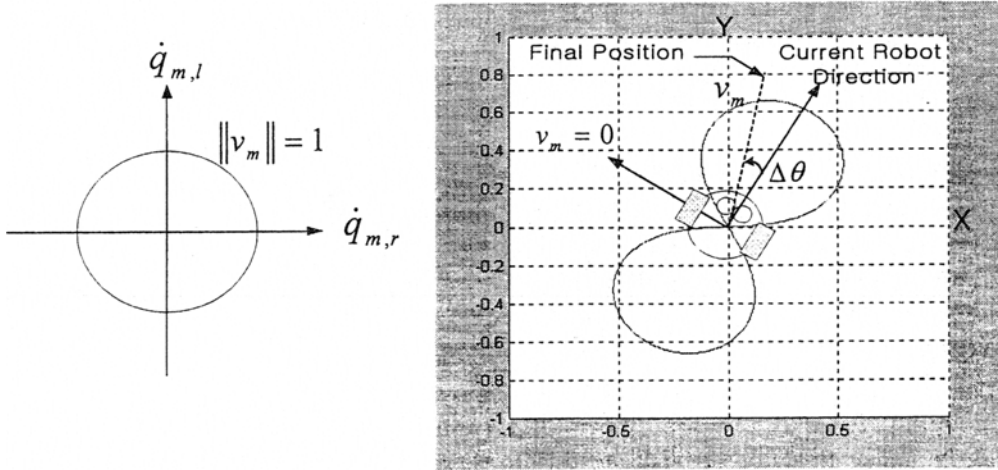 q̇ₘ,ₗ
‖vₘ‖ = 1
q̇ₘ,ᵣ
Y
Final Position
Current Robot
Direction
vₘ
vₘ = 0
Δθ
X
1
0.8
0.6
0.4
0.2
0
-0.2
-0.4
-0.6
-0.8
-1
-1
-0.5
0
0.5
1